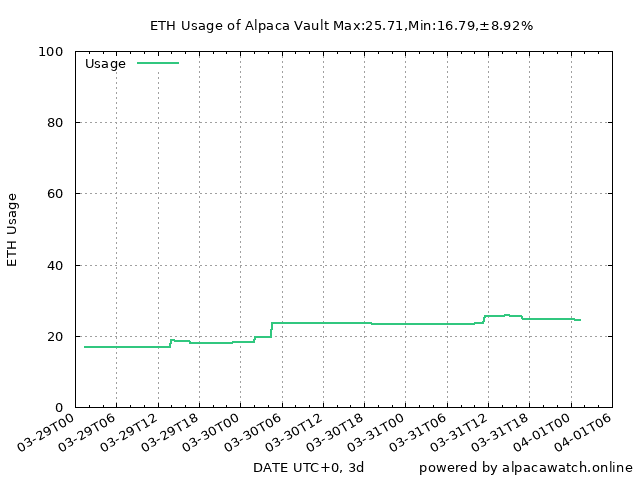 ETH Usage of Alpaca Vault Max:25.71,Min:16.79,±8.92%
100
80
60
40
20
0
ETH Usage
Usage
03-29T00
03-29T06
03-29T12
03-29T18
03-30T00
03-30T06
03-30T12
03-30T18
03-31T00
03-31T06
03-31T12
03-31T18
04-01T00
04-01T06
DATE UTC+0, 3d
powered by alpacawatch.online